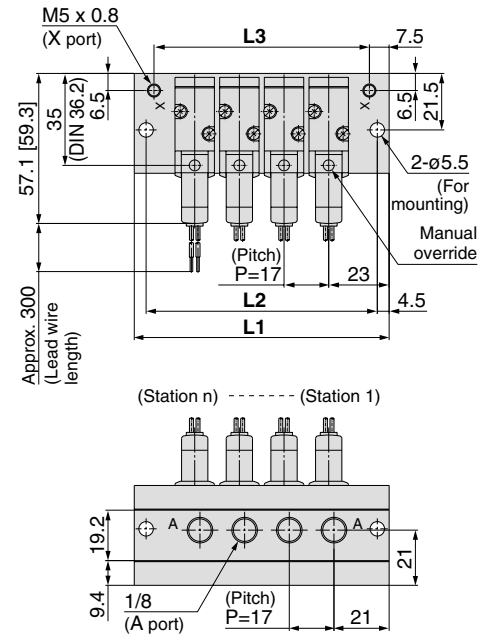 M5 x 0.8
(X port)
L3
7.5
6.5
35
(DIN 36.2)
57.1 [59.3]
X
X
6.5
21.5
2-ø5.5
(For
mounting)
Manual
override
(Pitch)
P=17
23
L2
4.5
L1
Approx. 300
(Lead wire
length)
(Station n) - - - - - - - - (Station 1)
A
A
19.2
9.4
21
1/8
(A port)
(Pitch)
P=17
21